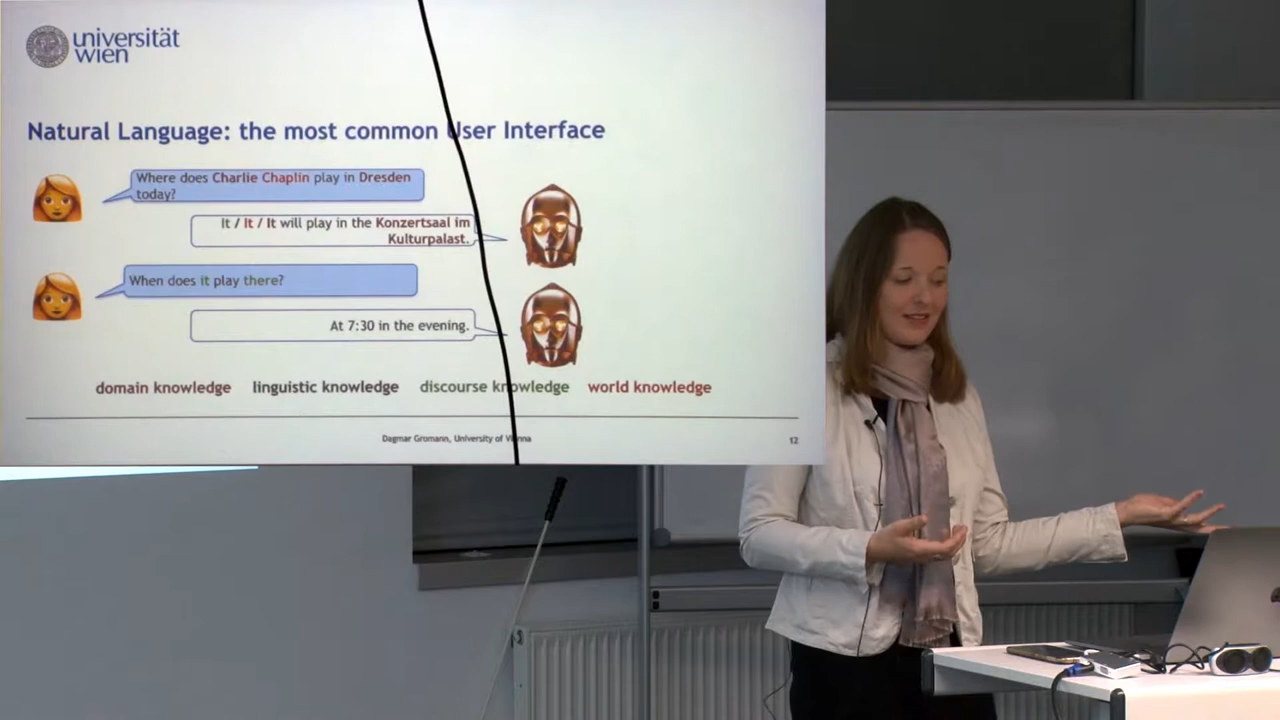 universität
wien
Natural Language: the most common User Interface
Where does Charlie Chaplin play in Dresden
today?
It / It / It will play in the Konzertsaal im
Kulturpalast.
When does it play there?
At 7:30 in the evening.
domain knowledge linguistic knowledge discourse knowledge world knowledge
Dagmar Gromann, University of Vienna
12